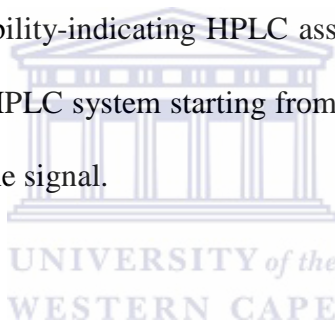 bility-indicating HPLC ass
HPLC system starting from
e signal.
UNIVERSITY of the
WESTERN CAPE